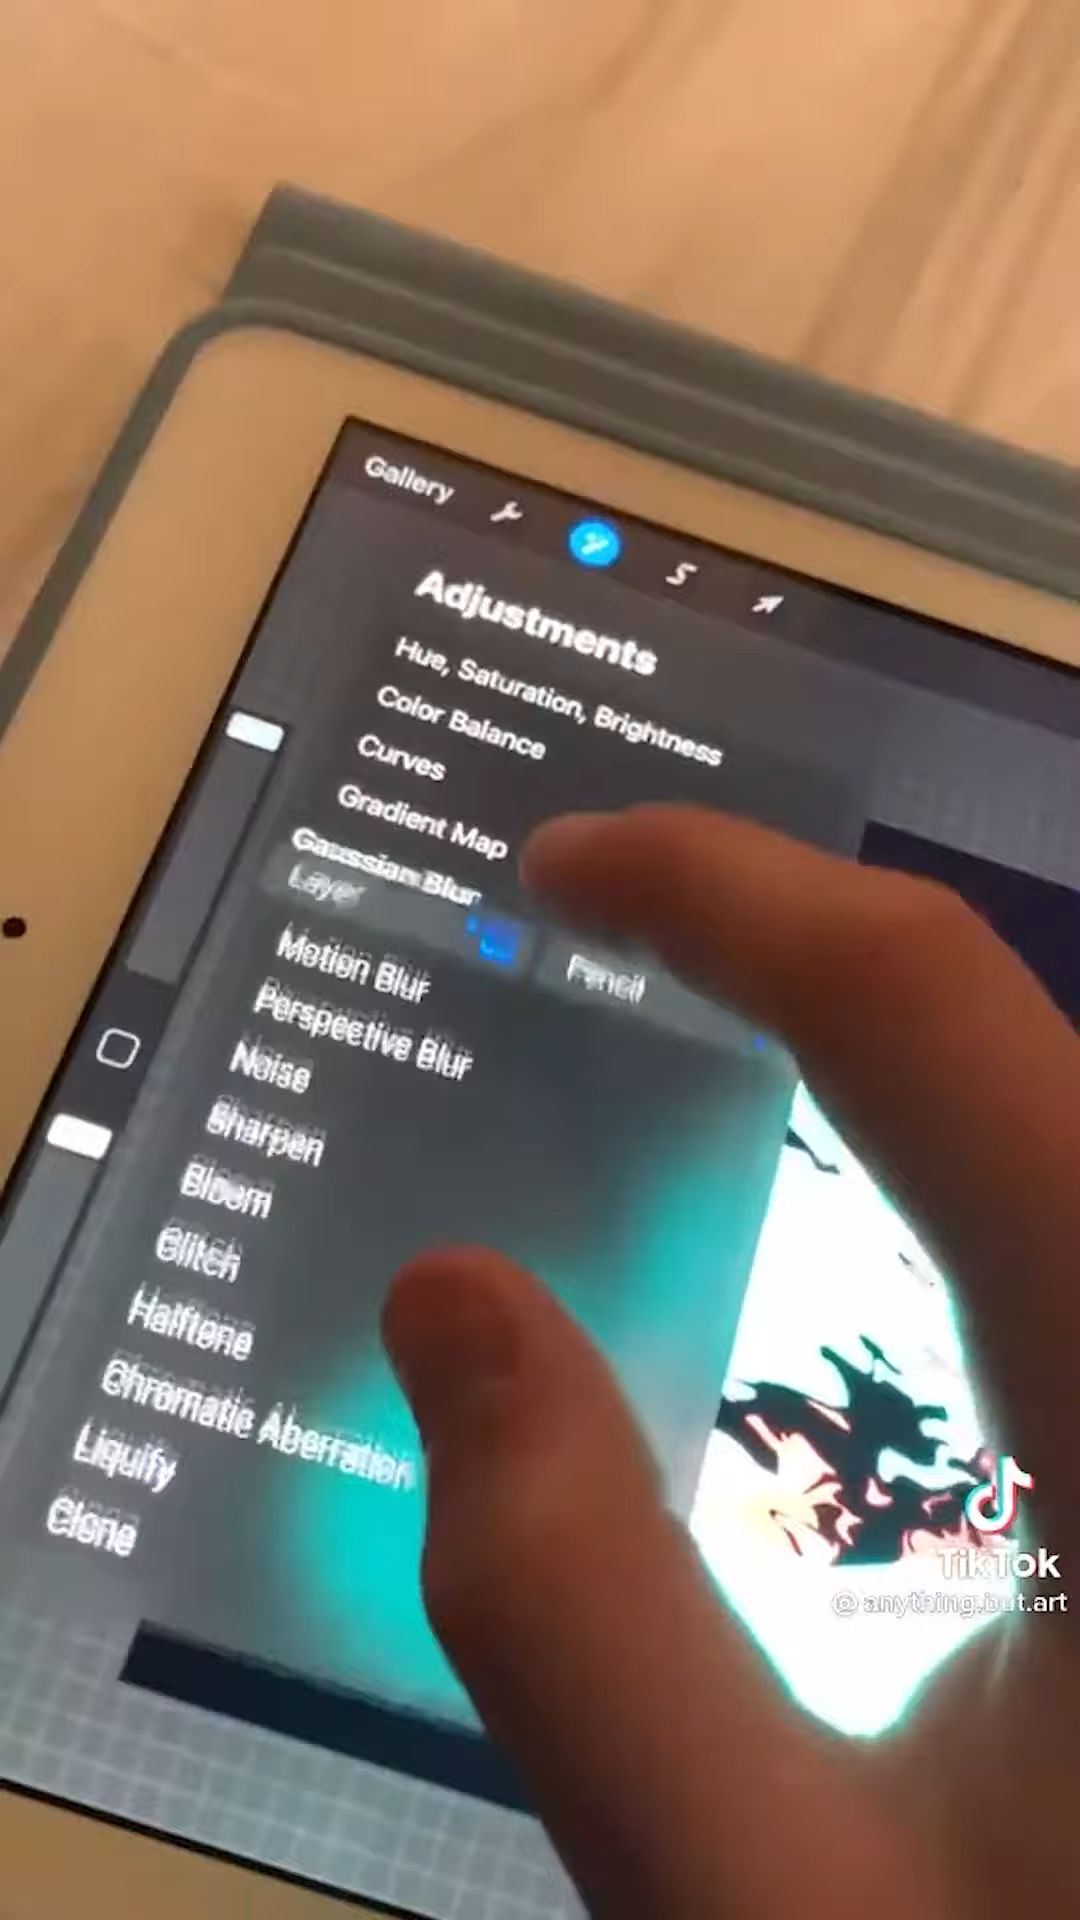 Gallery
Adjustments
Hue, Saturation, Brightness
Color Balance
Curves
Gradient Map
Gaussian Blur
Layer
Pencil
Motion Blur
Perspective Blur
Noise
Sharpen
Bloom
Glitch
Halftone
Chromatic Aberration
Liquify
Clone
TikTok
@anything.but.art